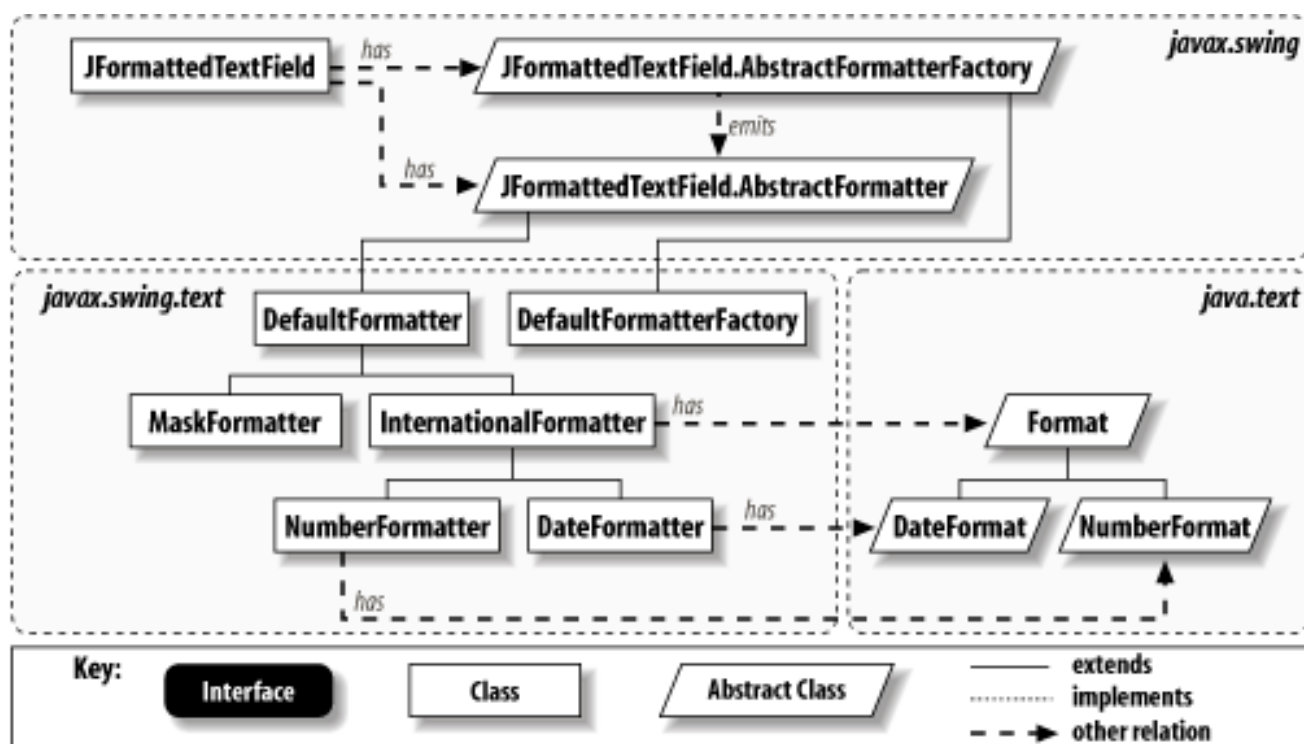 javax.swing
JFormattedTextField
has
JFormattedTextField.AbstractFormatterFactory
emits
has
JFormattedTextField.AbstractFormatter
javax.swing.text
java.text
DefaultFormatter
DefaultFormatterFactory
MaskFormatter
InternationalFormatter
has
Format
NumberFormatter
DateFormatter
has
DateFormat
NumberFormat
has
Key:
Interface
Class
Abstract Class
extends
implements
other relation